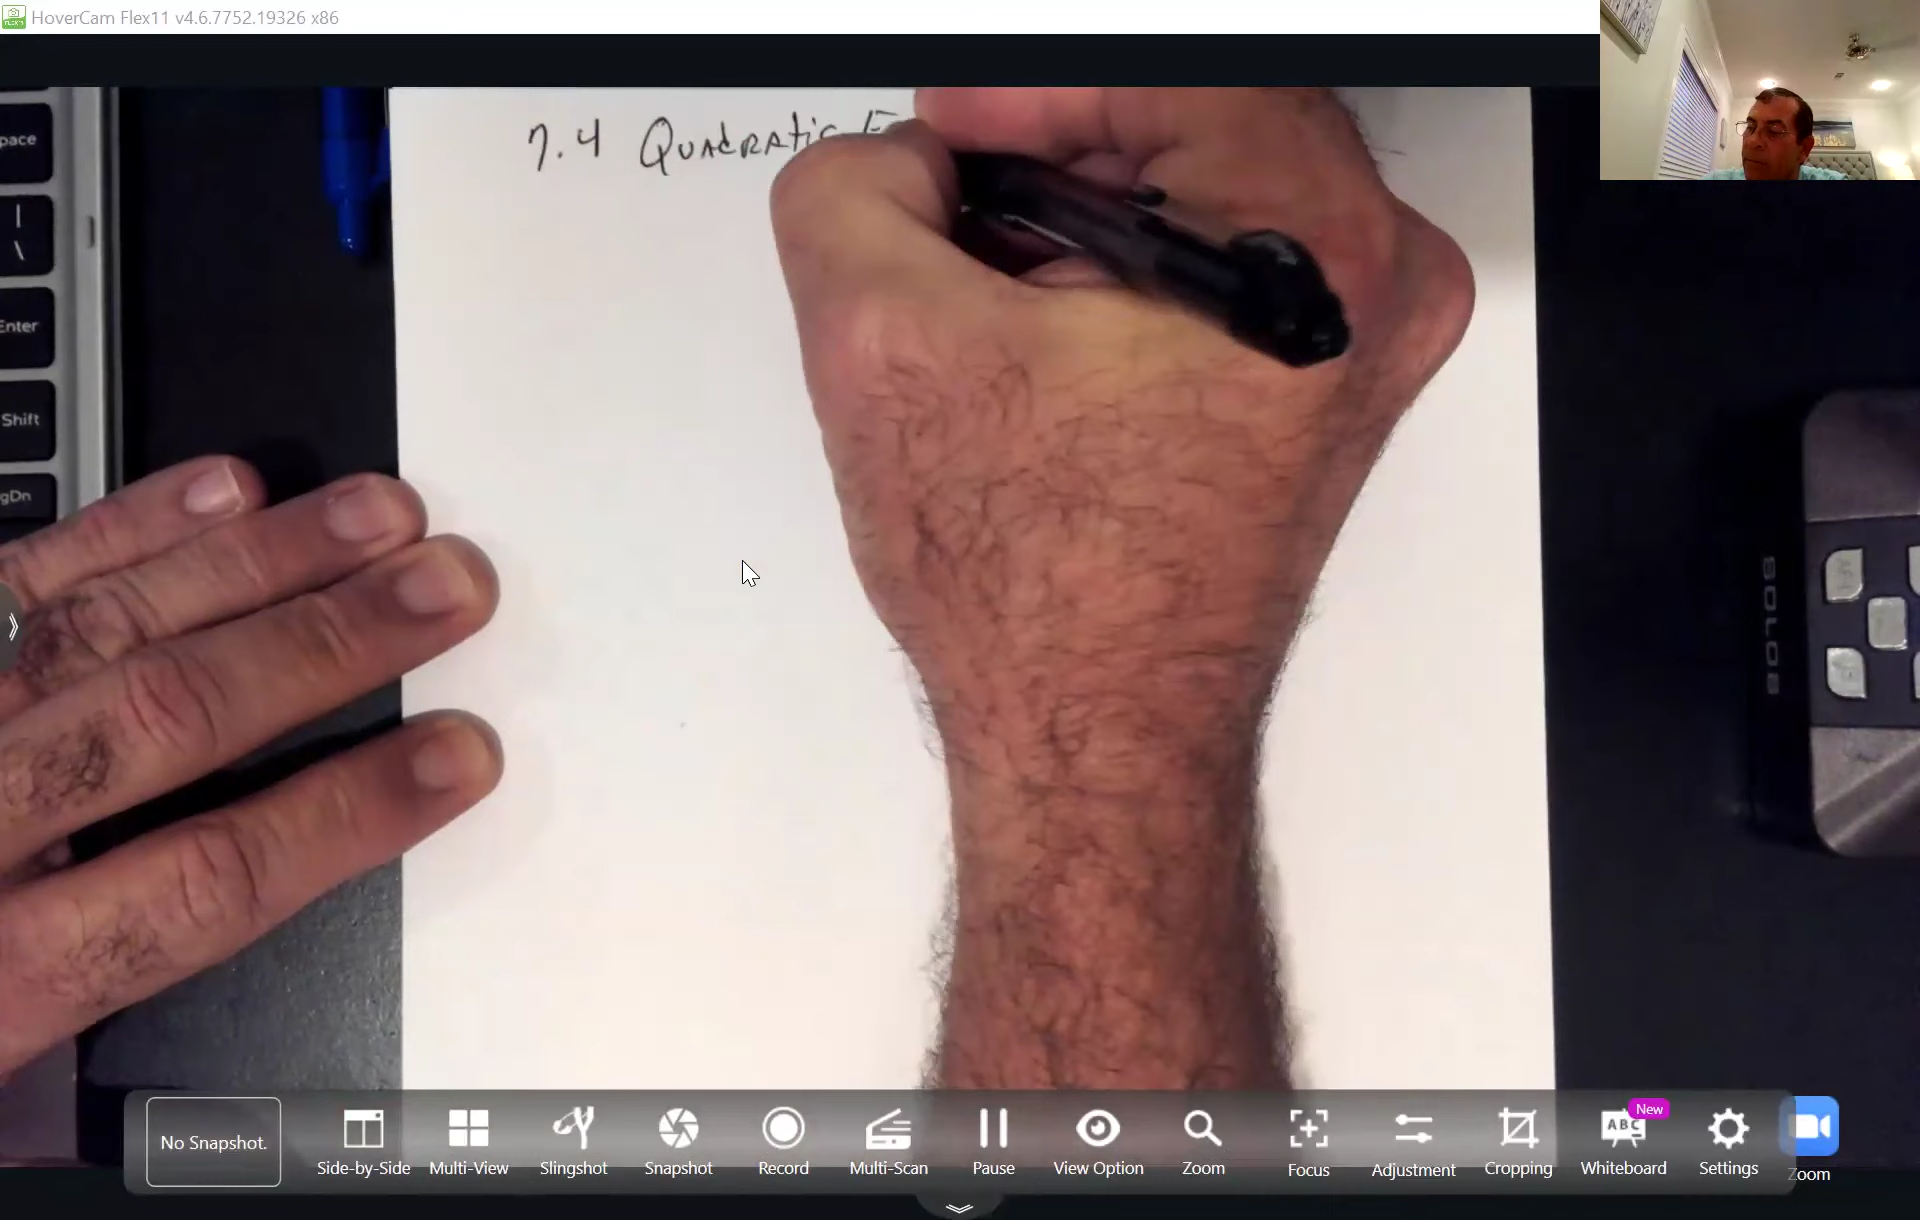 HoverCam Flex11 v4.6.7752.19326 x86
7.4 Quadratic
pace
|
\
Enter
Shift
gDn
BOLOS
No Snapshot.
Side-by-Side Multi-View Slingshot Snapshot Record Multi-Scan Pause View Option Zoom Focus Adjustment Cropping Whiteboard Settings Zoom
New
ABC